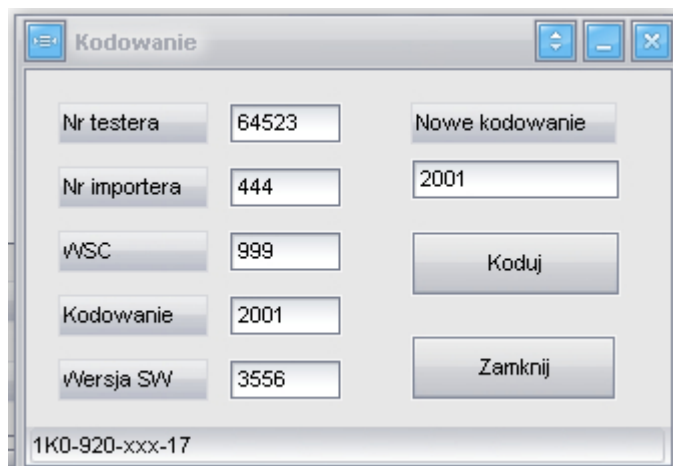 Kodowanie
Nr testera 64523 Nowe kodowanie
Nr importera 444 2001
WSC 999 Koduj
Kodowanie 2001
Wersja SW 3556 Zamknij
1K0-920-xxx-17